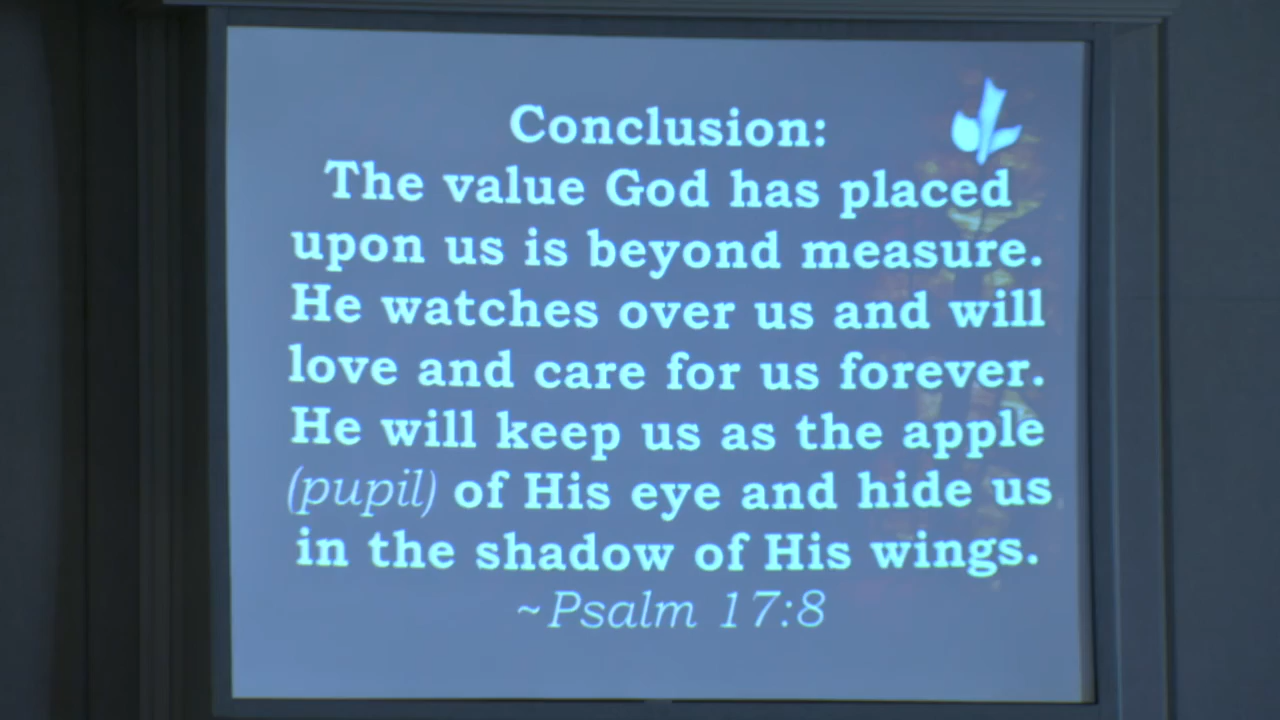 Conclusion:
The value God has placed
upon us is beyond measure.
He watches over us and will
love and care for us forever.
He will keep us as the apple
(pupil) of His eye and hide us
in the shadow of His wings.
~Psalm 17:8